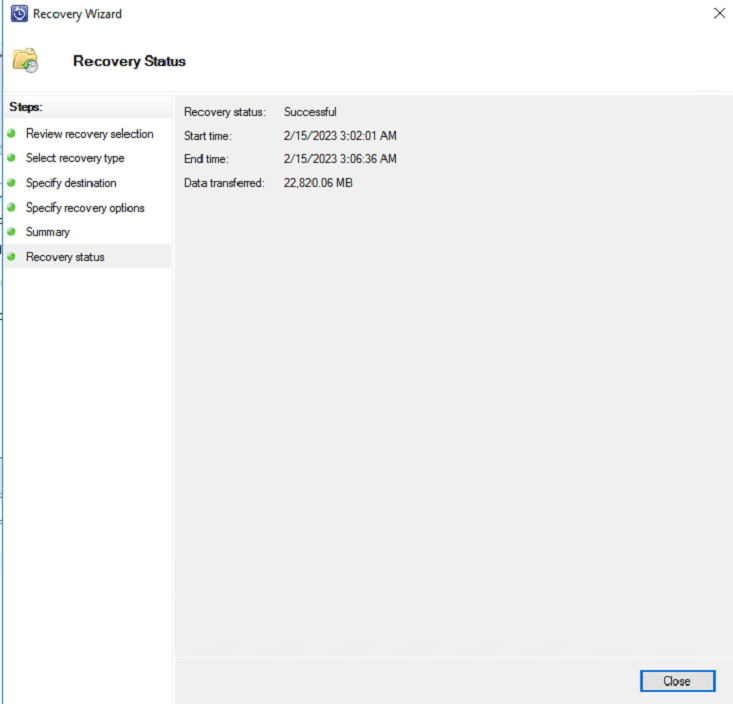 Recovery Wizard
Recovery Status
Steps:
Review recovery selection
Select recovery type
Specify destination
Specify recovery options
Summary
Recovery status
Recovery status: Successful
Start time: 2/15/2023 3:02:01 AM
End time: 2/15/2023 3:06:36 AM
Data transferred: 22,820.06 MB
Close